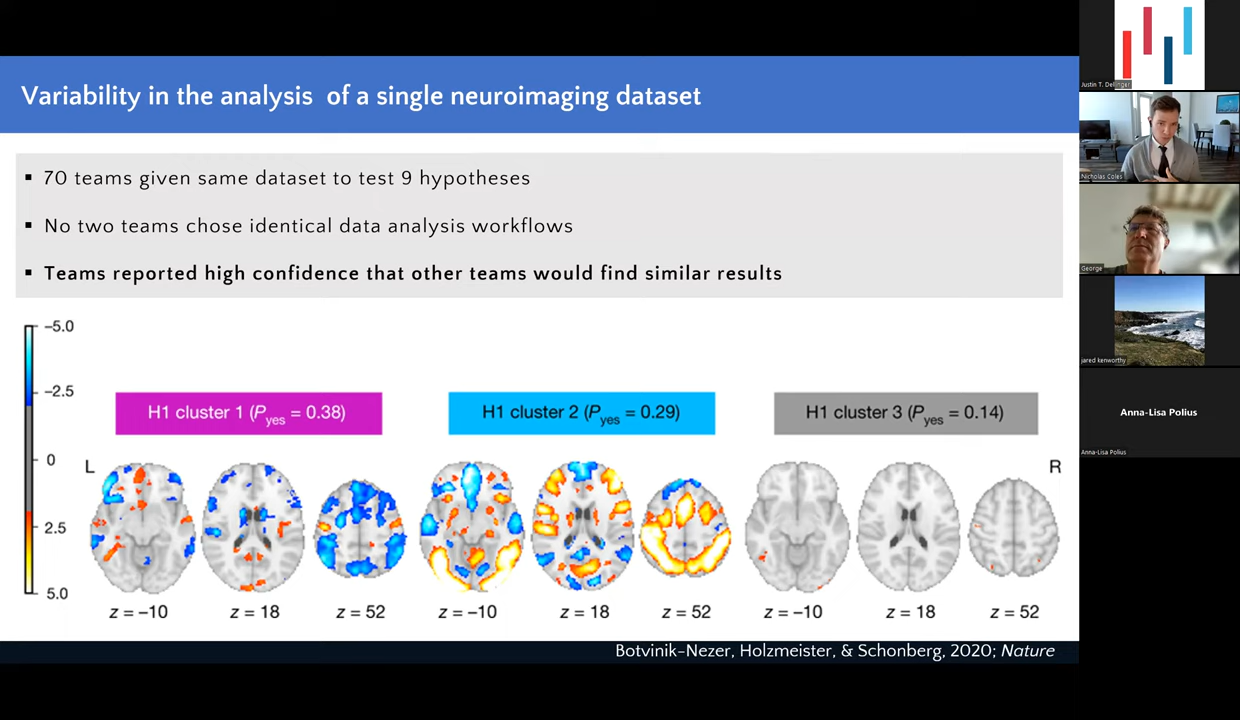 Variability in the analysis of a single neuroimaging dataset
▪ 70 teams given same dataset to test 9 hypotheses
▪ No two teams chose identical data analysis workflows
▪ Teams reported high confidence that other teams would find similar results
−5.0
−2.5
0
2.5
5.0
H1 cluster 1 (Pyes = 0.38)
H1 cluster 2 (Pyes = 0.29)
H1 cluster 3 (Pyes = 0.14)
L
R
z = −10
z = 18
z = 52
z = −10
z = 18
z = 52
z = −10
z = 18
z = 52
Botvinik-Nezer, Holzmeister, & Schonberg, 2020; Nature
Justin T. Dellinger
Nicholas Coles
George
jared kenworthy
Anna-Lisa Polius
Anna-Lisa Polius